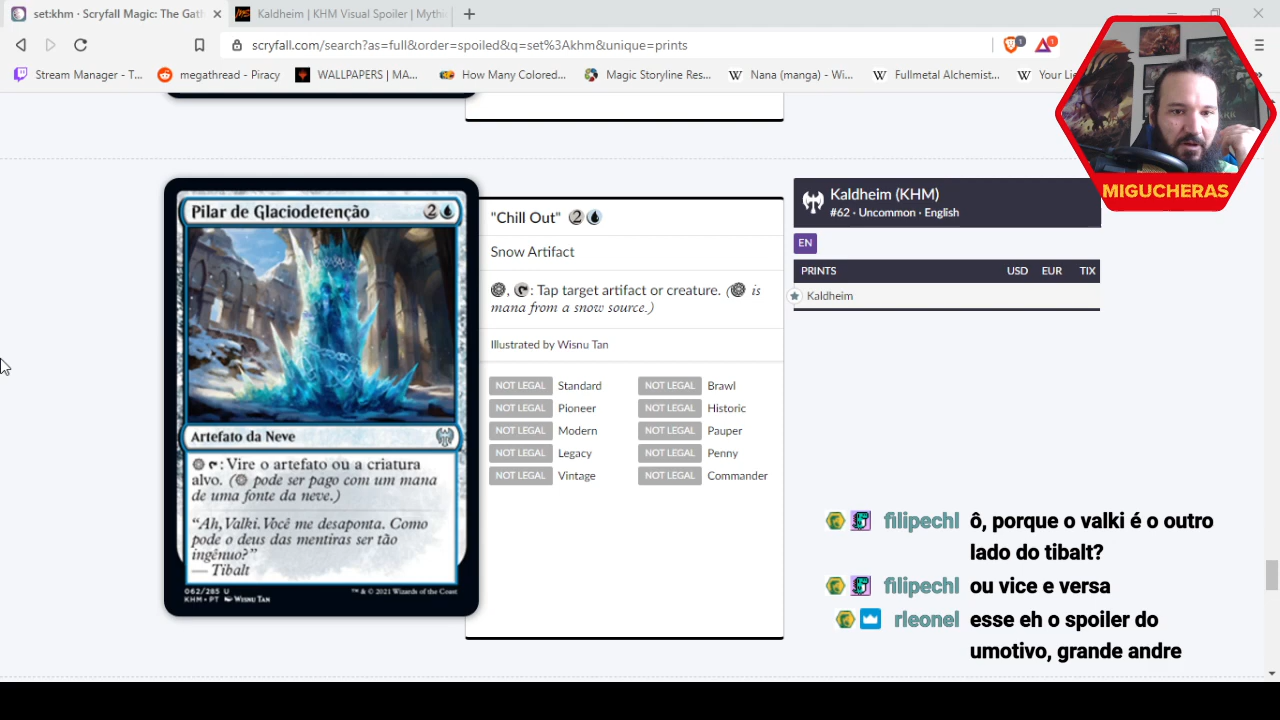 set:khm · Scryfall Magic: The Gath
Kaldheim | KHM Visual Spoiler | Mythi
scryfall.com/search?as=full&order=spoiled&q=set%3Akhm&unique=prints
1
1
Stream Manager - T...
megathread - Piracy
WALLPAPERS | MA...
How Many Colored...
Magic Storyline Res...
Nana (manga) - Wi...
Fullmetal Alchemist...
Your Lie
MIGUCHERAS
Pilar de Glaciodetenção 2
Artefato da Neve
: Vire o artefato ou a criatura
alvo. ( pode ser pago com um mana
de uma fonte da neve.)
“Ah, Valki. Você me desaponta. Como
pode o deus das mentiras ser tão
ingênuo?”
— Tibalt
062/285 U
KHM • PT Wisnu Tan
™ & © 2021 Wizards of the Coast
"Chill Out" 2
Snow Artifact
, : Tap target artifact or creature. ( is
mana from a snow source.)
Illustrated by Wisnu Tan
NOT LEGAL Standard NOT LEGAL Brawl
NOT LEGAL Pioneer NOT LEGAL Historic
NOT LEGAL Modern NOT LEGAL Pauper
NOT LEGAL Legacy NOT LEGAL Penny
NOT LEGAL Vintage NOT LEGAL Commander
Kaldheim (KHM)
#62 · Uncommon · English
EN
PRINTS USD EUR TIX
Kaldheim
filipechl ô, porque o valki é o outro
lado do tibalt?
filipechl ou vice e versa
rleonel esse eh o spoiler do
umotivo, grande andre